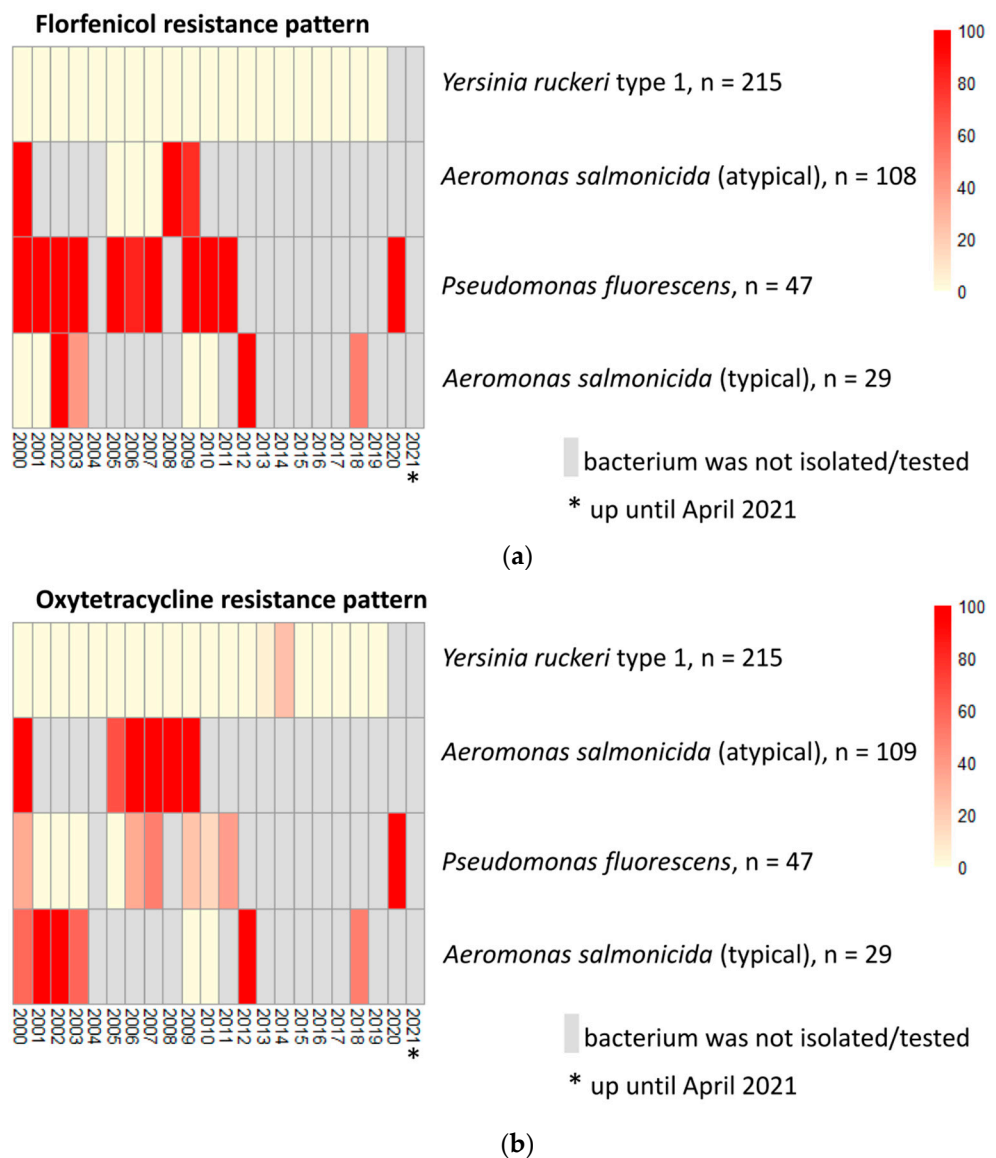 Florfenicol resistance pattern
100
80
60
40
20
0
Yersinia ruckeri type 1, n = 215
Aeromonas salmonicida (atypical), n = 108
Pseudomonas fluorescens, n = 47
Aeromonas salmonicida (typical), n = 29
2000 2001 2002 2003 2004 2005 2006 2007 2008 2009 2010 2011 2012 2013 2014 2015 2016 2017 2018 2019 2020 2021
*
bacterium was not isolated/tested
* up until April 2021
(a)
Oxytetracycline resistance pattern
100
80
60
40
20
0
Yersinia ruckeri type 1, n = 215
Aeromonas salmonicida (atypical), n = 109
Pseudomonas fluorescens, n = 47
Aeromonas salmonicida (typical), n = 29
2000 2001 2002 2003 2004 2005 2006 2007 2008 2009 2010 2011 2012 2013 2014 2015 2016 2017 2018 2019 2020 2021
*
bacterium was not isolated/tested
* up until April 2021
(b)